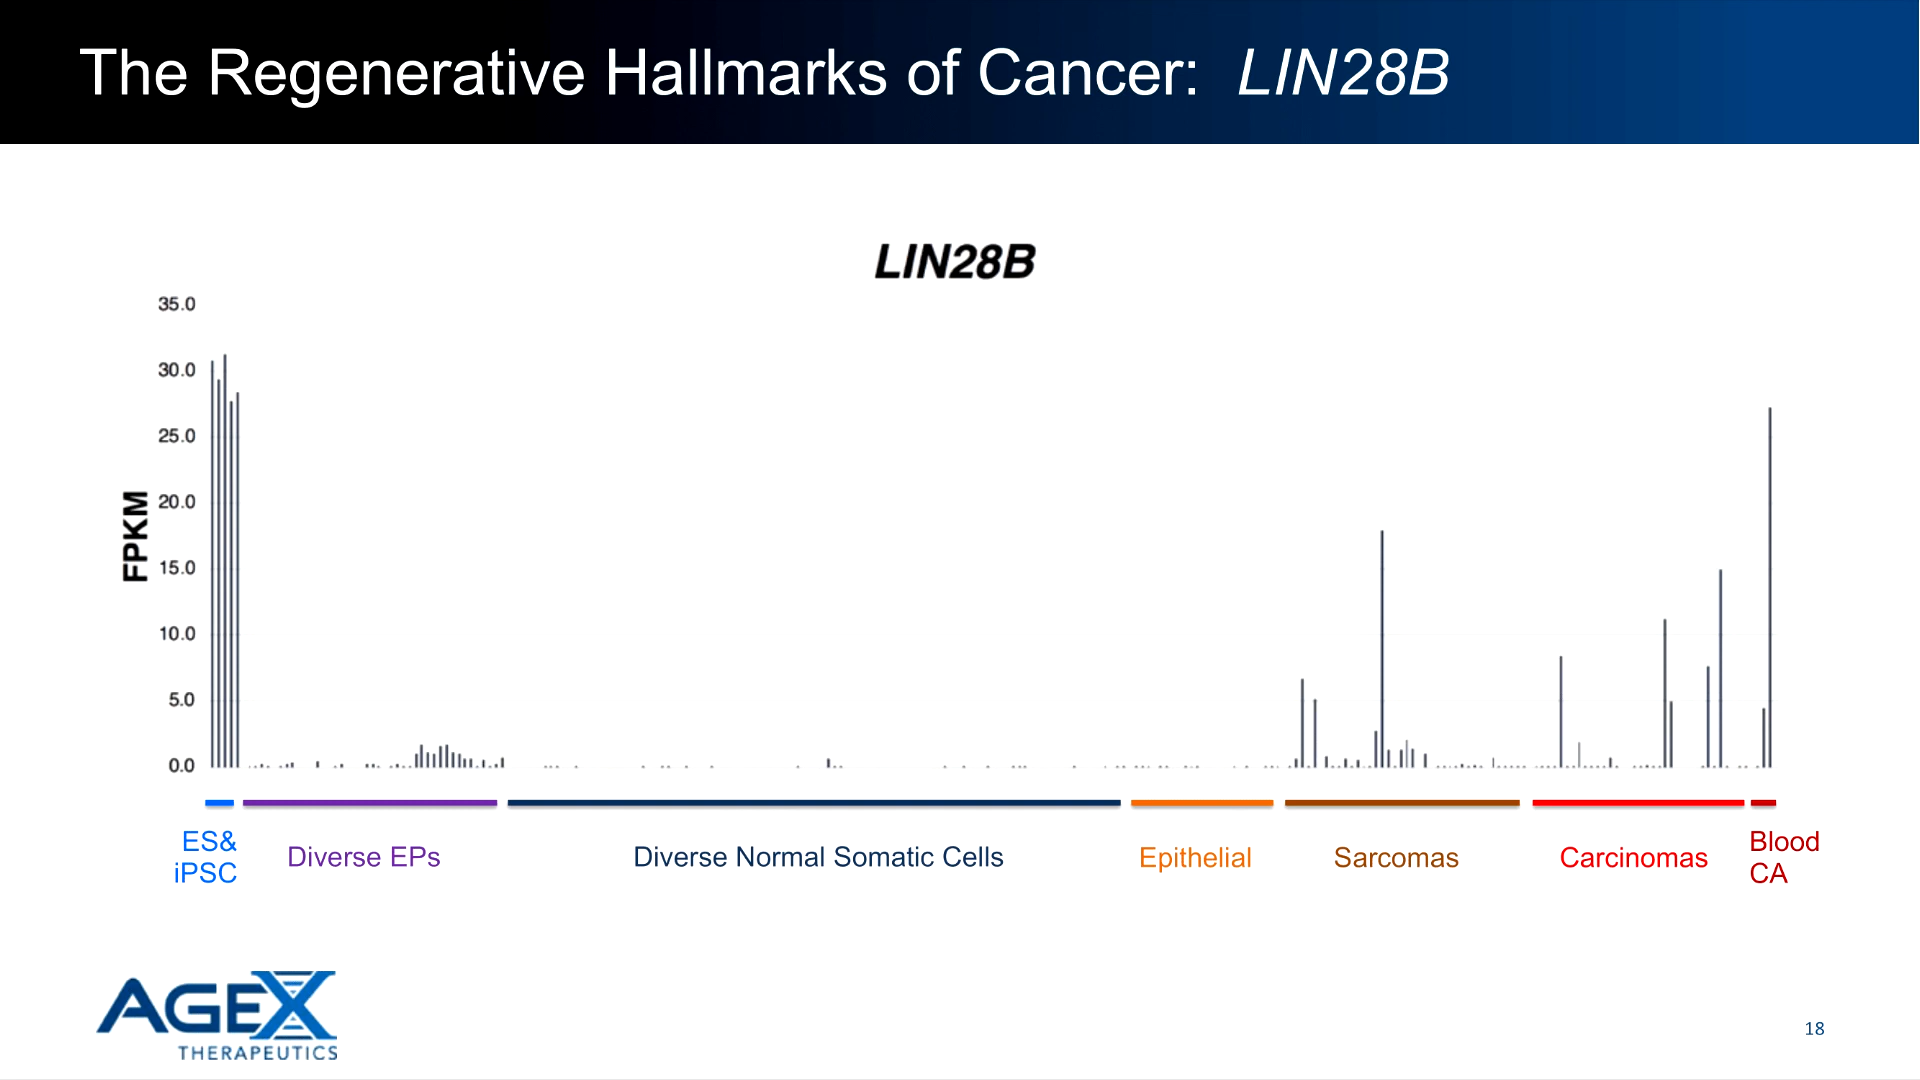 The Regenerative Hallmarks of Cancer: LIN28B
LIN28B
35.0
30.0
25.0
20.0
15.0
10.0
5.0
0.0
FPKM
ES&
iPSC
Diverse EPs
Diverse Normal Somatic Cells
Epithelial
Sarcomas
Carcinomas
Blood
CA
AGEX
THERAPEUTICS
18